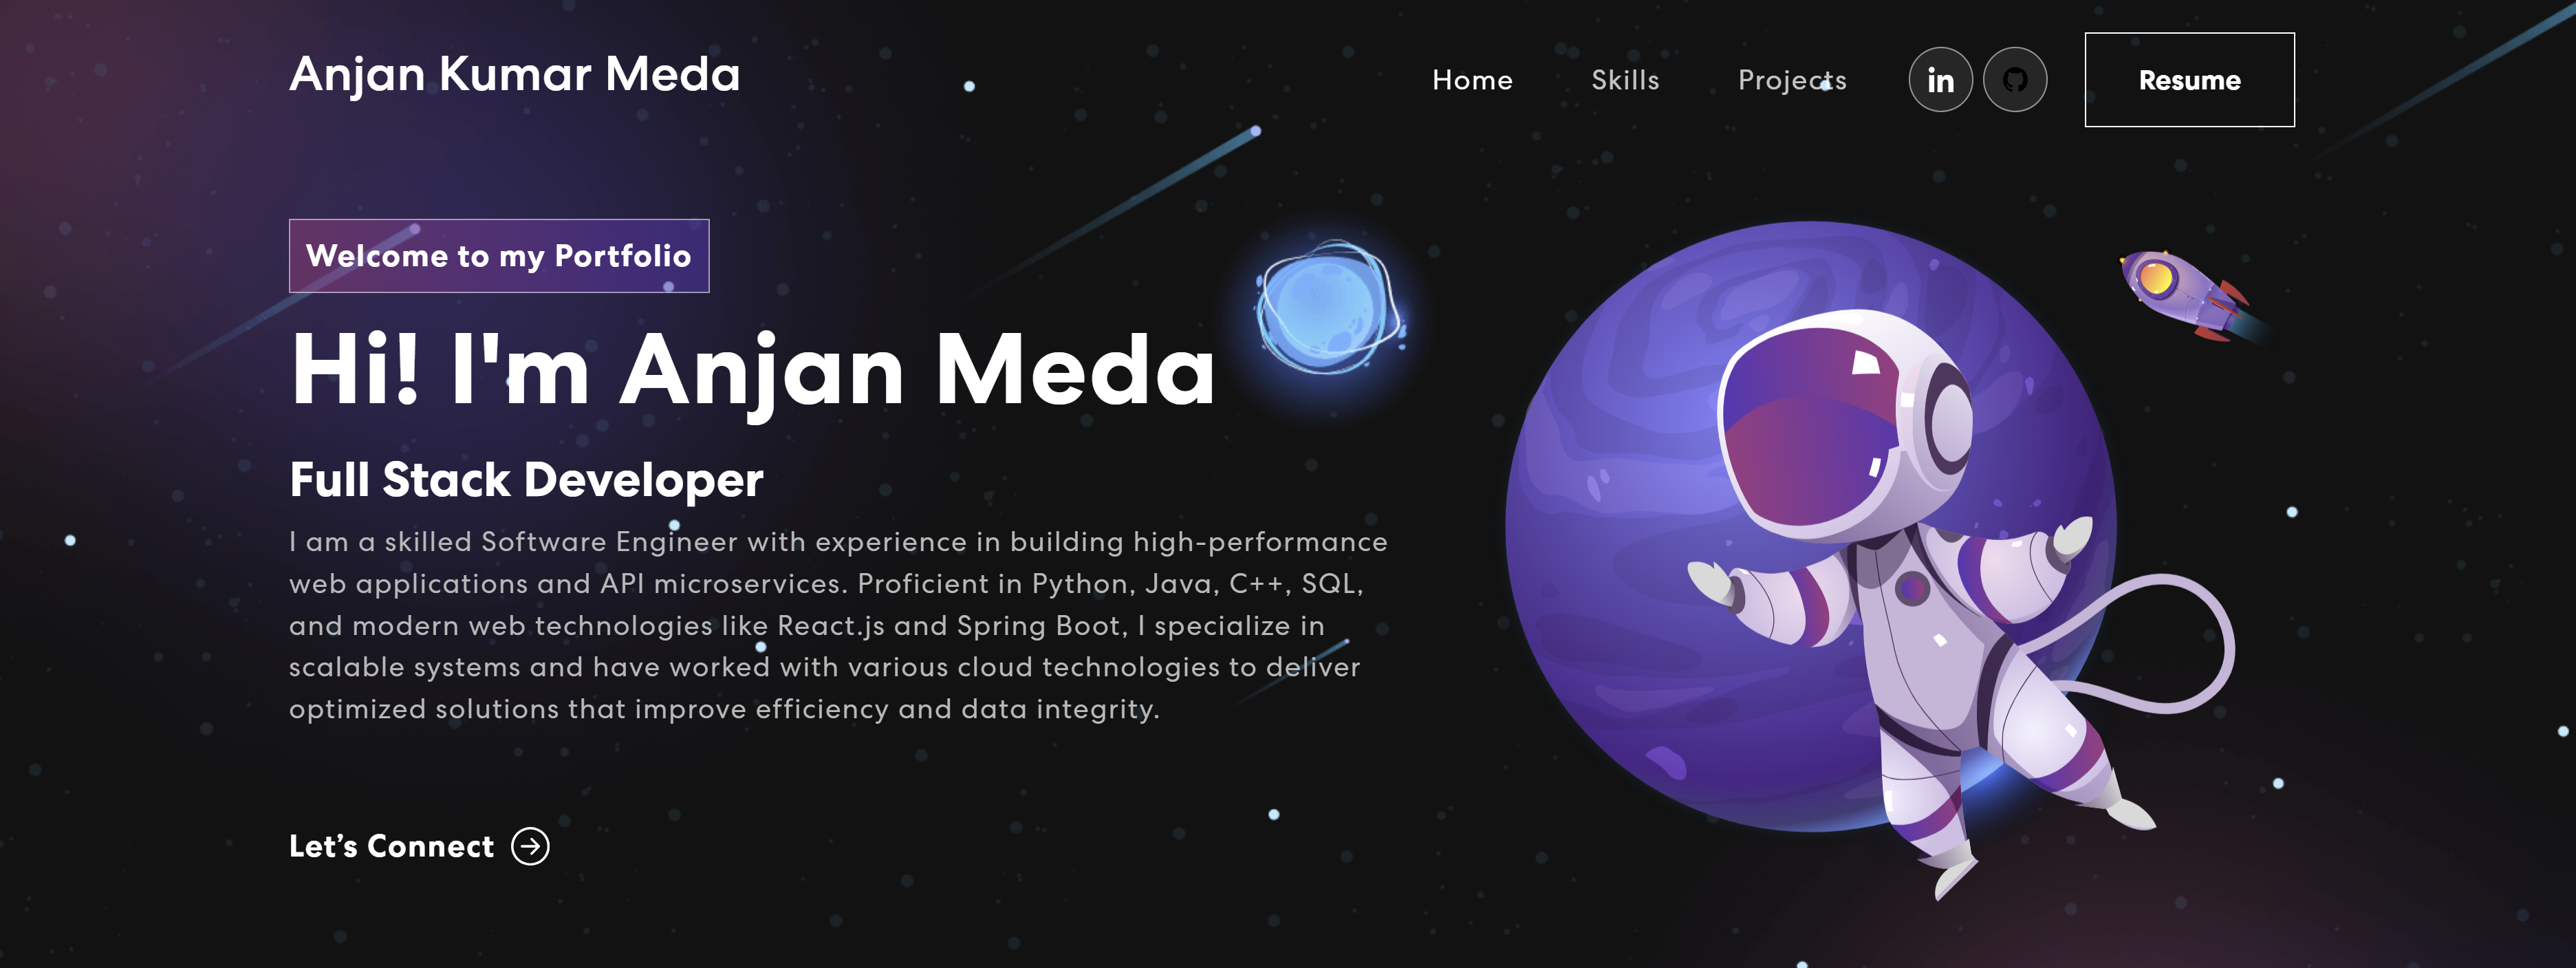 Anjan Kumar Meda
Home
Skills
Projects
in
Resume
Welcome to my Portfolio
Hi! I'm Anjan Meda
Full Stack Developer
I am a skilled Software Engineer with experience in building high-performance
web applications and API microservices. Proficient in Python, Java, C++, SQL,
and modern web technologies like React.js and Spring Boot, I specialize in
scalable systems and have worked with various cloud technologies to deliver
optimized solutions that improve efficiency and data integrity.
Let’s Connect